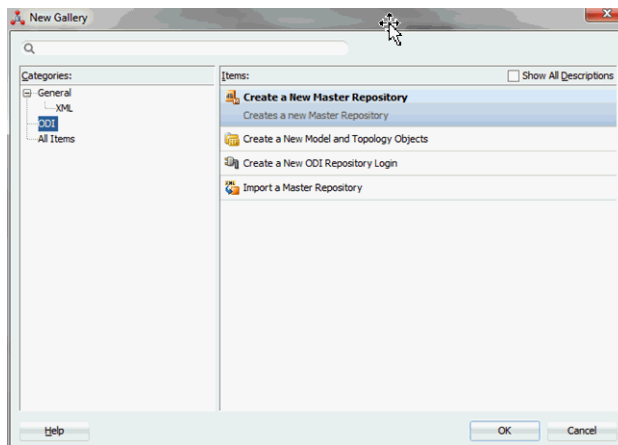 New Gallery
Categories:
General
XML
ODI
All Items
Items:
Show All Descriptions
Create a New Master Repository
Creates a new Master Repository
Create a New Model and Topology Objects
Create a New ODI Repository Login
Import a Master Repository
Help
OK
Cancel